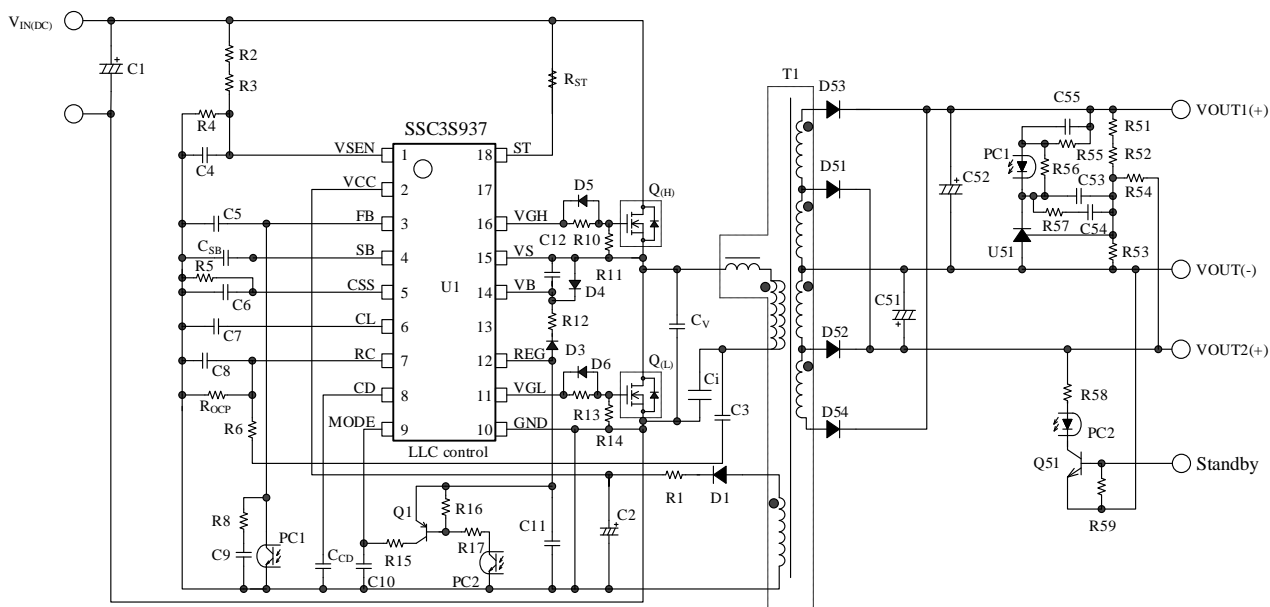 VIN(DC)
C1
R2
R3
R4
C4
RST
SSC3S937
VSEN 1 18 ST
VCC 2 17
FB 3 16 VGH
SB 4 15 VS
CSS 5 14 VB
U1
CL 6 13
RC 7 12 REG
CD 8 11 VGL
MODE 9 10 GND
LLC control
C5
CSB
R5
C6
C7
C8
ROCP
R6
D5
Q(H)
R10
C12
R11
D4
R12
D3
D6
Q(L)
R13
R14
CV
Ci
C3
R1
D1
R8
C9
PC1
CCD
C10
Q1
R15
R16
R17
PC2
C11
C2
T1
D53
D51
D52
D54
C52
C51
C55
PC1
R55
R56
C53
R57
C54
U51
R51
R52
R54
R53
VOUT1(+)
VOUT(-)
VOUT2(+)
R58
PC2
Q51
Standby
R59